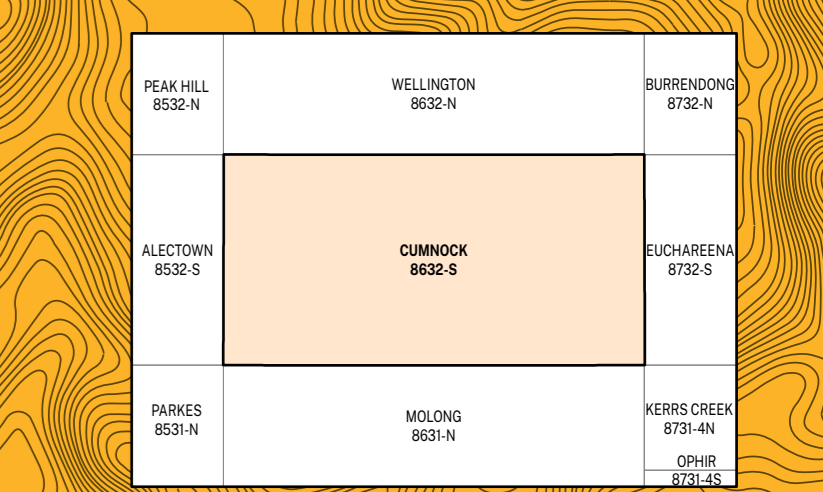 PEAK HILL
8532-N
WELLINGTON
8632-N
BURRENDONG
8732-N
ALECTOWN
8532-S
CUMNOCK
8632-S
EUCHAREENA
8732-S
PARKES
8531-N
MOLONG
8631-N
KERRS CREEK
8731-4N
OPHIR
8731-4S